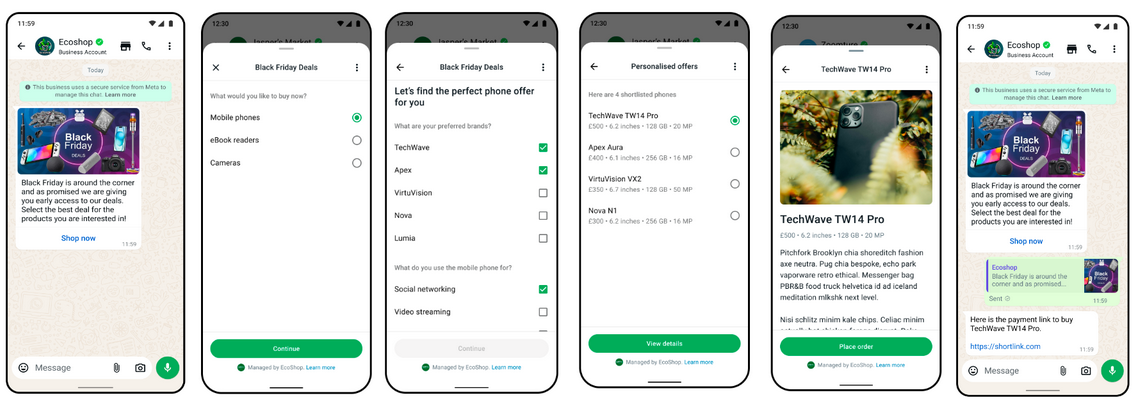 11:59
Ecoshop
Business Account
Today
This business uses a secure service from Meta to
manage this chat. Learn more
Black
Friday
DEALS
Black Friday is around the corner
and as promised we are giving
you early access to our deals.
Select the best deal for the
products you are interested in!
Shop now
11:59
Message
12:30
Jasper's Market
Black Friday Deals
What would you like to buy now?
Mobile phones
eBook readers
Cameras
Continue
Managed by EcoShop. Learn more
12:30
Jasper's Market
Black Friday Deals
Let's find the perfect phone offer
for you
What are your preferred brands?
TechWave
Apex
VirtuVision
Nova
Lumia
What do you use the mobile phone for?
Social networking
Video streaming
Continue
Managed by EcoShop. Learn more
12:30
Jasper's Market
Personalised offers
Here are 4 shortlisted phones
TechWave TW14 Pro
£500 • 6.2 inches • 128 GB • 20 MP
Apex Aura
£400 • 6.1 inches • 256 GB • 16 MP
VirtuVision VX2
£350 • 6.7 inches • 128 GB • 50 MP
Nova N1
£300 • 6.2 inches • 256 GB • 16 MP
View details
Managed by EcoShop. Learn more
12:30
TechWave TW14 Pro
TechWave TW14 Pro
£500 • 6.2 inches • 128 GB • 20 MP
Pitchfork Brooklyn chia shoreditch fashion
axe neutra. Pug chia bespoke, echo park
vaporware retro ethical. Messenger bag
PBR&B food truck helvetica id ad iceland
meditation mlkshk next level.
Nisi schlitz minim kale chips. Celiac minim
Place order
Managed by EcoShop. Learn more
11:59
Ecoshop
Business Account
Today
This business uses a secure service from Meta to
manage this chat. Learn more
Black
Friday
DEALS
Black Friday is around the corner
and as promised we are giving
you early access to our deals.
Select the best deal for the
products you are interested in!
Shop now
11:59
Ecoshop
Black Friday is around the
corner and as promised...
Sent
11:59
Here is the payment link to buy
TechWave TW14 Pro.
https://shortlink.com
11:59
Message